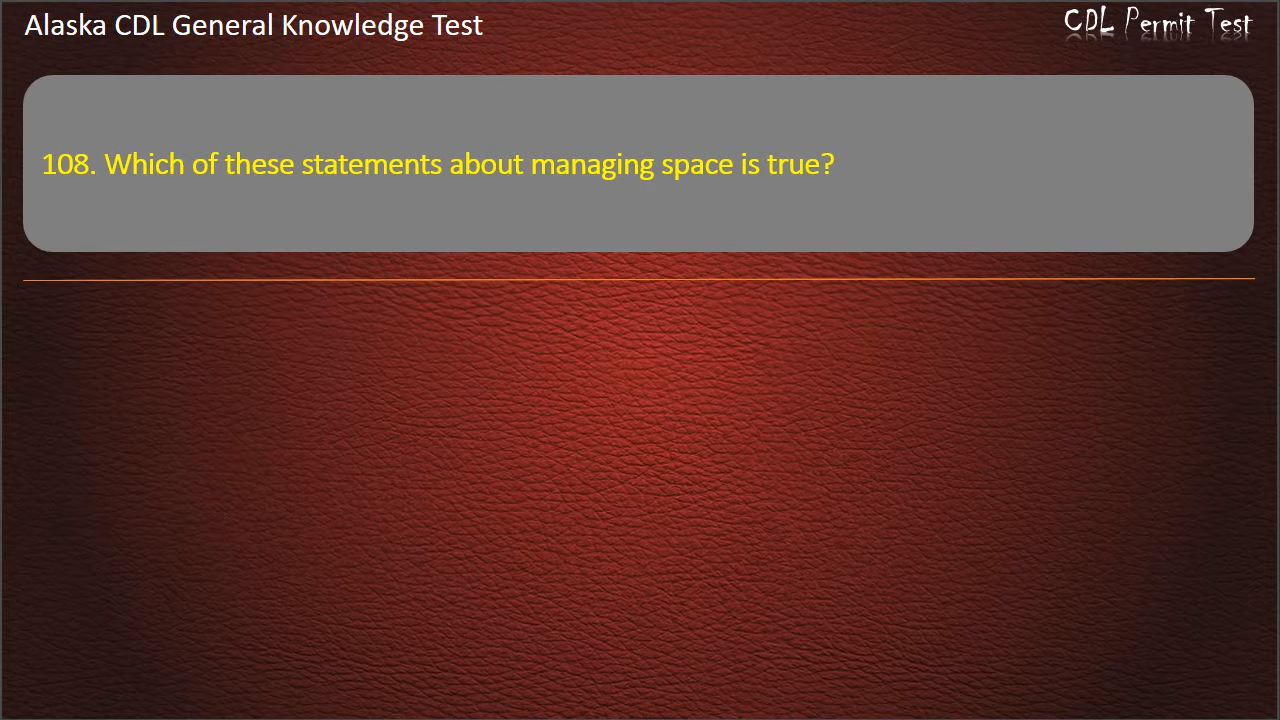 Alaska CDL General Knowledge Test
CDL Permit Test
108. Which of these statements about managing space is true?